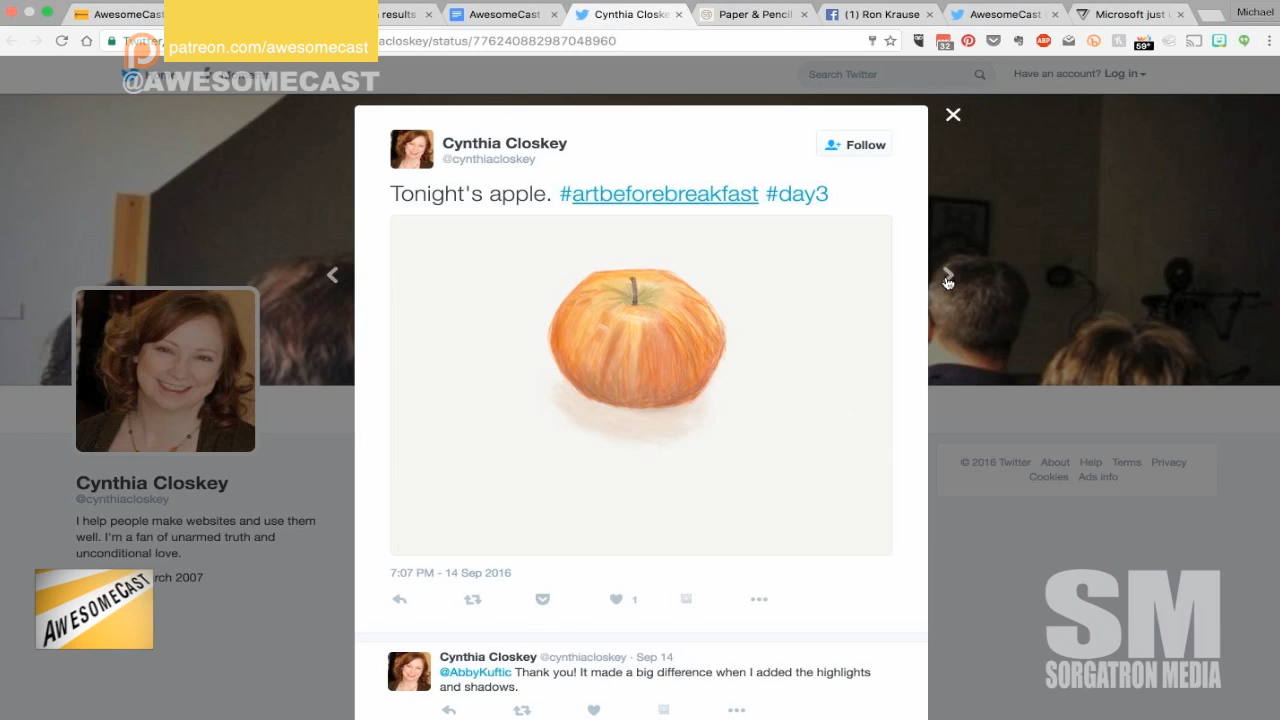 AwesomeCast
results
AwesomeCast
Cynthia Closke
Paper & Pencil
(1) Ron Krause
AwesomeCast
Microsoft just
Michael
patreon.com/awesomecast
acloskey/status/776240882987048960
32
ABP
59°
@AWESOMECAST
Search Twitter
Have an account? Log in
Cynthia Closkey
@cynthiacloskey
Follow
Tonight's apple. #artbeforebreakfast #day3
7:07 PM - 14 Sep 2016
1
Cynthia Closkey @cynthiacloskey · Sep 14
@AbbyKuftic Thank you! It made a big difference when I added the highlights
and shadows.
Cynthia Closkey
@cynthiacloskey
I help people make websites and use them
well. I'm a fan of unarmed truth and
unconditional love.
rch 2007
AWESOMECAST
© 2016 Twitter About Help Terms Privacy
Cookies Ads info
SM
SORGATRON MEDIA